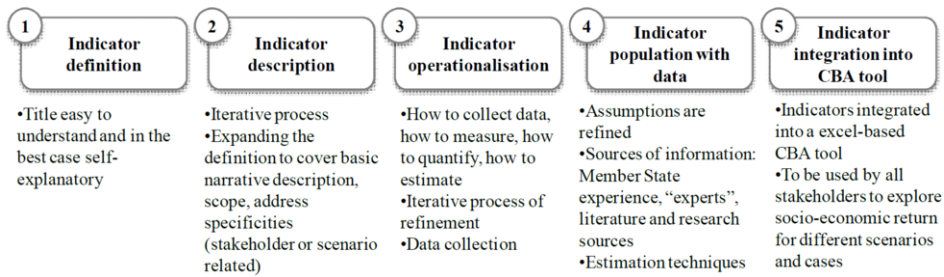 1
Indicator
definition
•Title easy to
understand and in the
best case self-
explanatory
2
Indicator
description
•Iterative process
•Expanding the
definition to cover basic
narrative description,
scope, address
specificities
(stakeholder or scenario
related)
3
Indicator
operationalisation
•How to collect data,
how to measure, how
to quantify, how to
estimate
•Iterative process of
refinement
•Data collection
4
Indicator
population with
data
•Assumptions are
refined
•Sources of information:
Member State
experience, “experts”,
literature and research
sources
•Estimation techniques
5
Indicator
integration into
CBA tool
•Indicators integrated
into a excel-based
CBA tool
•To be used by all
stakeholders to explore
socio-economic return
for different scenarios
and cases